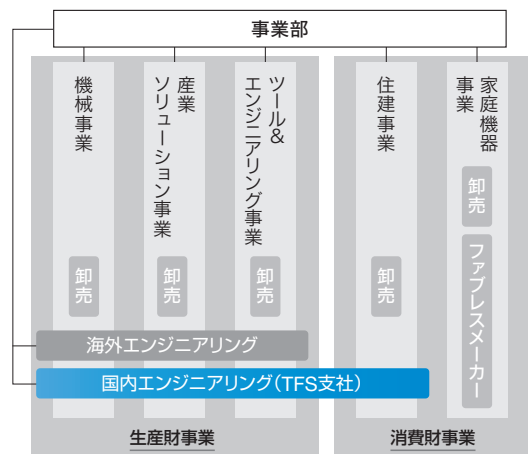 事業部
機械事業
産業
ソリューション事業
ツール&
エンジニアリング事業
住建事業
家庭機器
事業
卸売
卸売
卸売
卸売
卸売
ファブレスメーカー
海外エンジニアリング
国内エンジニアリング(TFS支社)
生産財事業
消費財事業